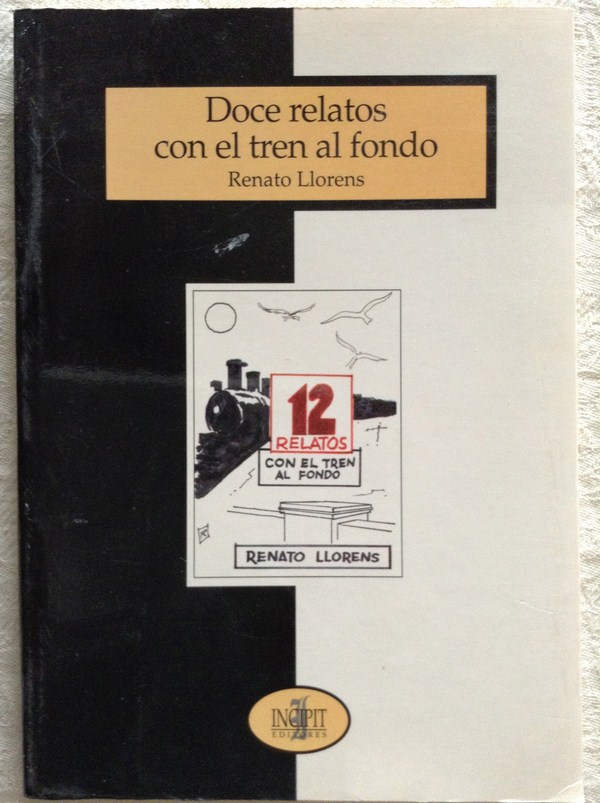 Doce relatos
con el tren al fondo
Renato Llorens
12
RELATOS
CON EL TREN
AL FONDO
RENATO LLORENS
INCIPIT
EDITORES